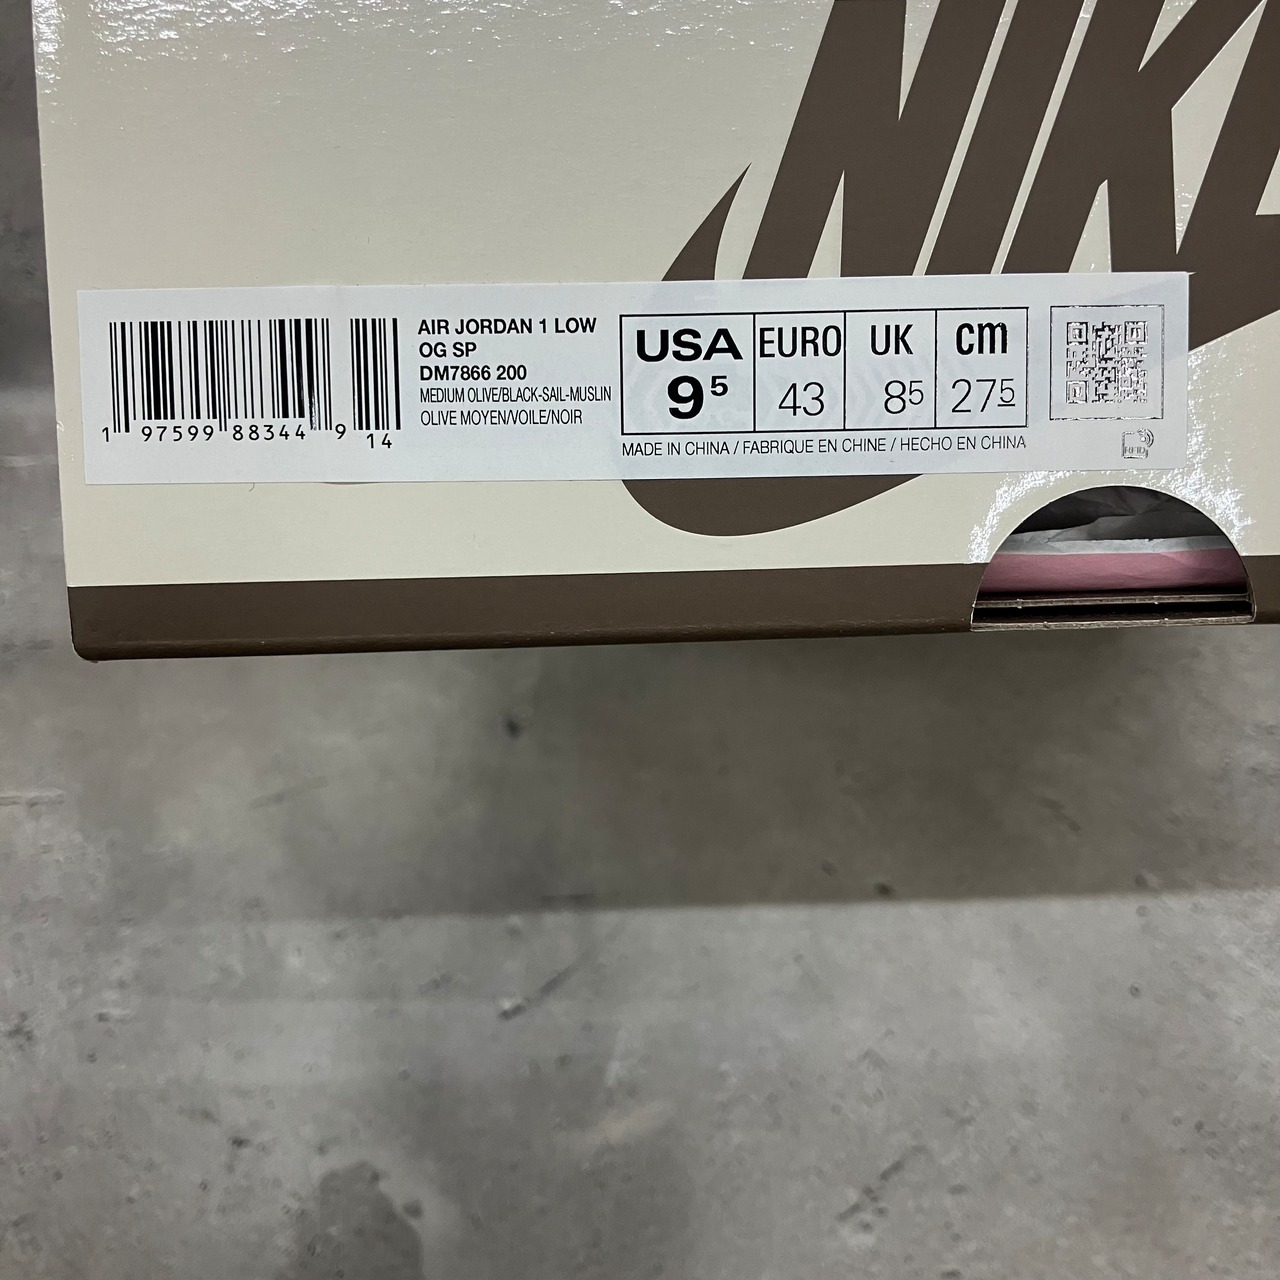 NIKE
AIR JORDAN 1 LOW
OG SP
DM7866 200
MEDIUM OLIVE/BLACK-SAIL-MUSLIN
OLIVE MOYEN/VOILE/NOIR
1 97599 88344 9 14
USA EURO UK cm
9 5 43 8 5 27 5
MADE IN CHINA / FABRIQUE EN CHINE / HECHO EN CHINA
RFID